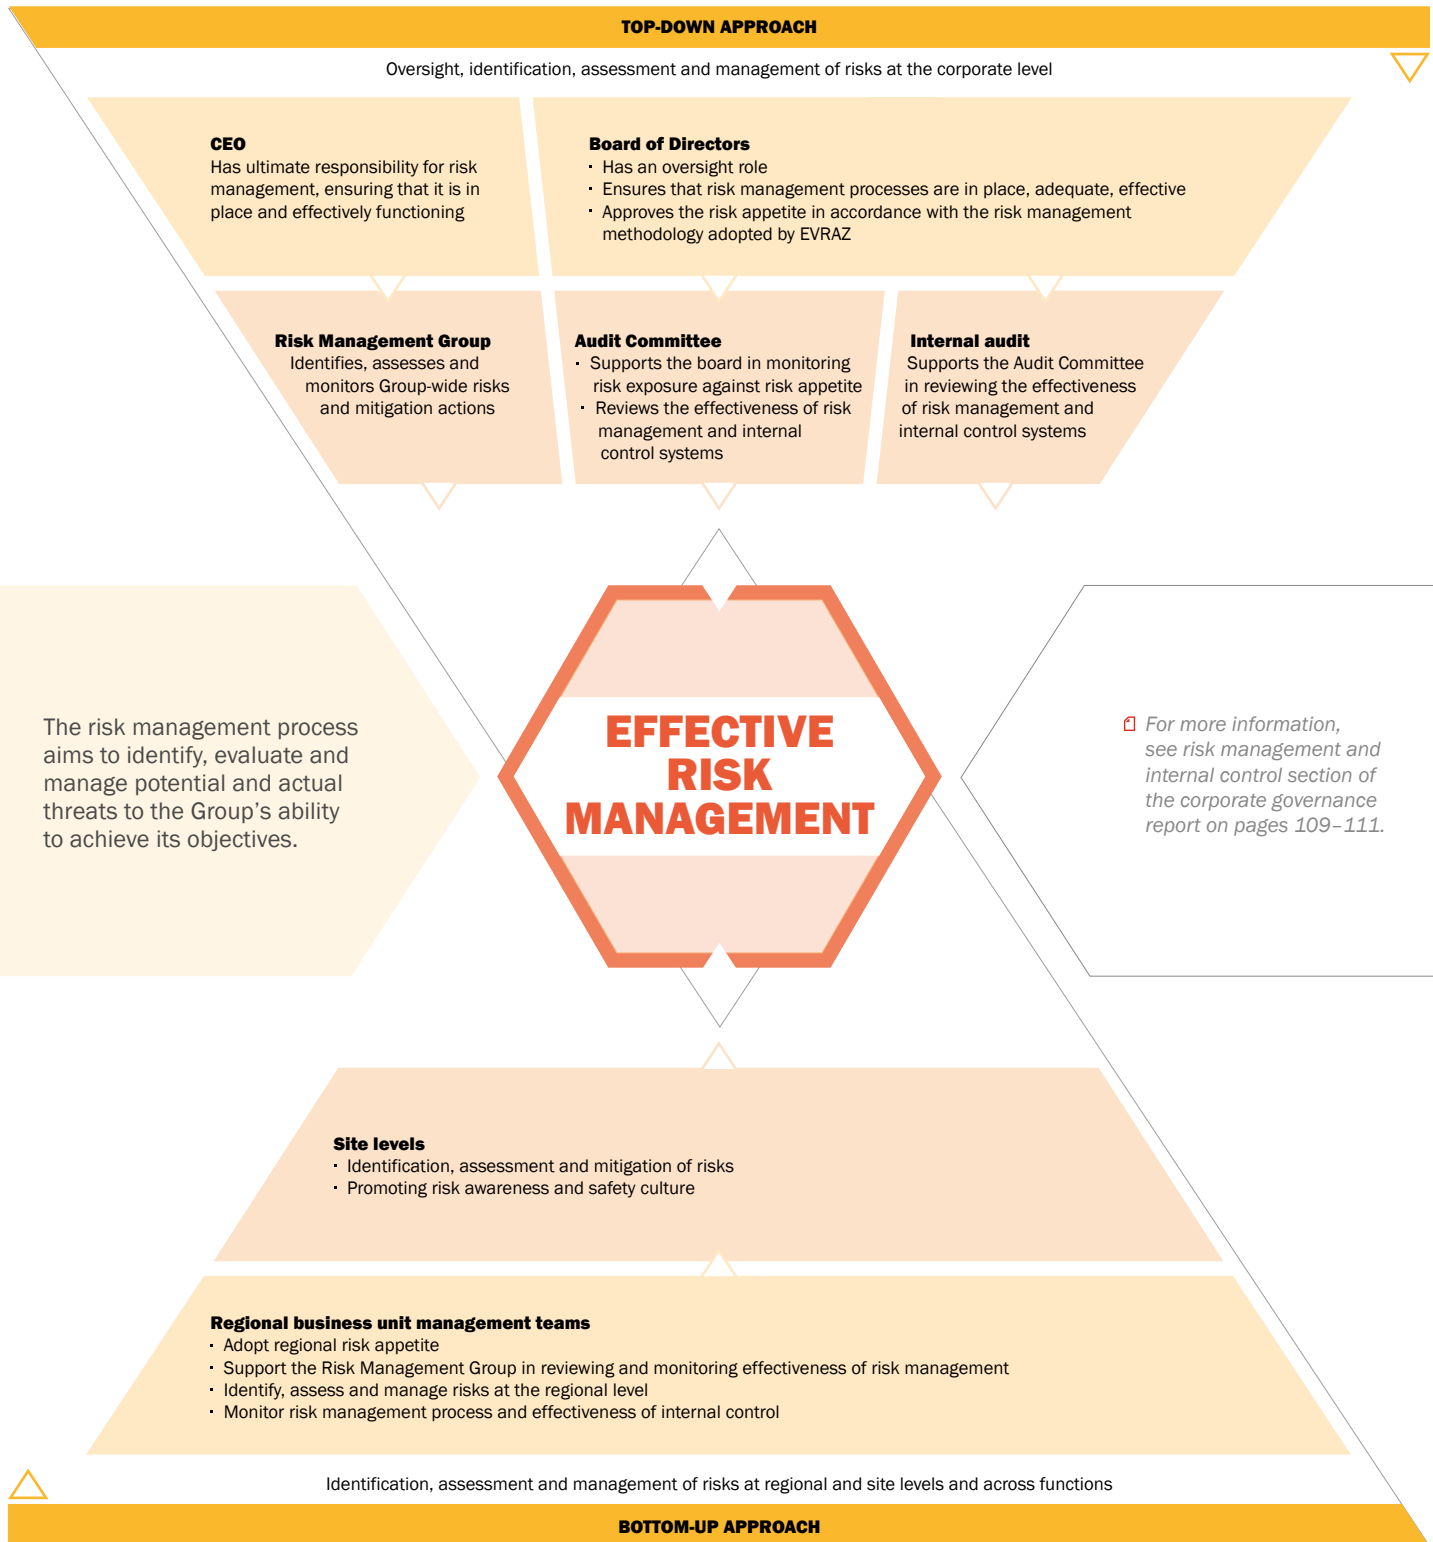 TOP-DOWN APPROACH
Oversight, identification, assessment and management of risks at the corporate level
CEO
Has ultimate responsibility for risk
management, ensuring that it is in
place and effectively functioning
Board of Directors
· Has an oversight role
· Ensures that risk management processes are in place, adequate, effective
· Approves the risk appetite in accordance with the risk management
methodology adopted by EVRAZ
Risk Management Group
Identifies, assesses and
monitors Group-wide risks
and mitigation actions
Audit Committee
· Supports the board in monitoring
risk exposure against risk appetite
· Reviews the effectiveness of risk
management and internal
control systems
Internal audit
Supports the Audit Committee
in reviewing the effectiveness
of risk management and
internal control systems
The risk management process
aims to identify, evaluate and
manage potential and actual
threats to the Group’s ability
to achieve its objectives.
EFFECTIVE
RISK
MANAGEMENT
For more information,
see risk management and
internal control section of
the corporate governance
report on pages 109–111.
Site levels
· Identification, assessment and mitigation of risks
· Promoting risk awareness and safety culture
Regional business unit management teams
· Adopt regional risk appetite
· Support the Risk Management Group in reviewing and monitoring effectiveness of risk management
· Identify, assess and manage risks at the regional level
· Monitor risk management process and effectiveness of internal control
Identification, assessment and management of risks at regional and site levels and across functions
BOTTOM-UP APPROACH